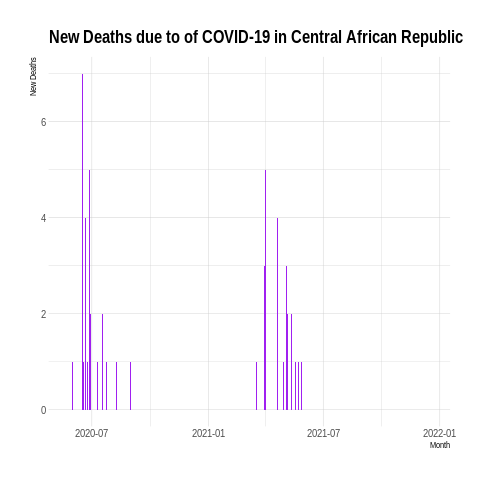 New Deaths due to of COVID-19 in Central African Republic
New Deaths
6
4
2
0
2020-07 2021-01 2021-07 2022-01
Month